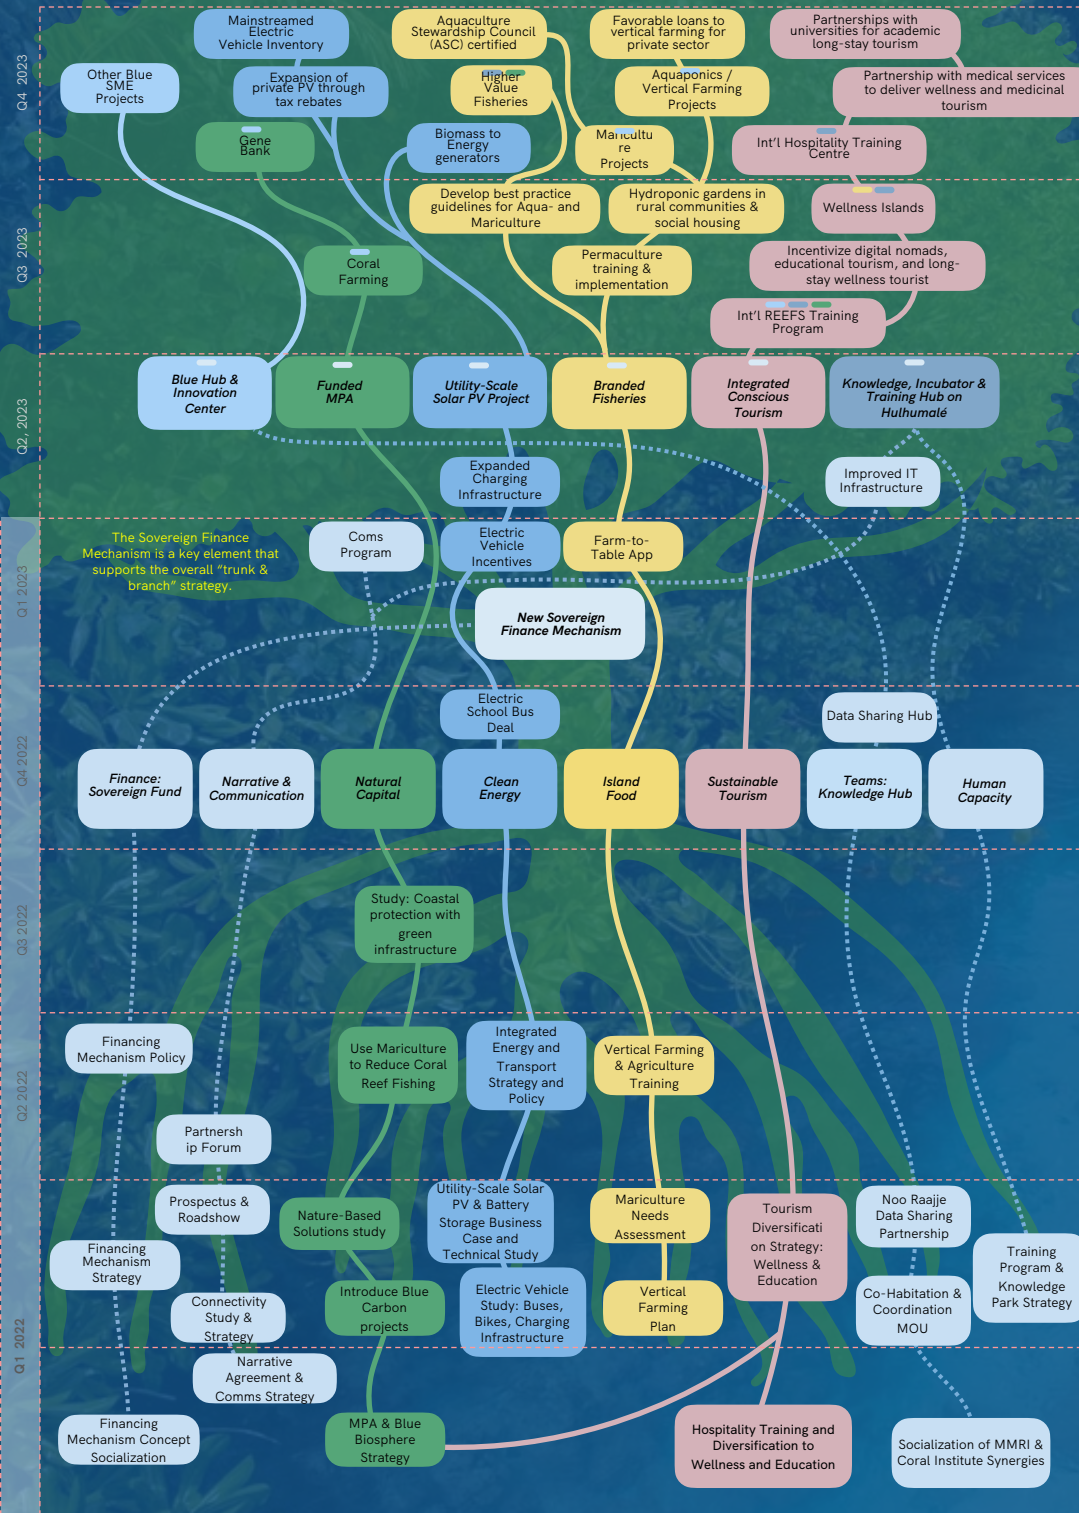 Mainstreamed
Electric
Vehicle Inventory
Aquaculture
Stewardship Council
(ASC) certified
Favorable loans to
vertical farming for
private sector
Partnerships with
universities for academic
long-stay tourism
Q4 2023
Other Blue
SME
Projects
Expansion of
private PV through
tax rebates
Higher
Value
Fisheries
Aquaponics /
Vertical Farming
Projects
Partnership with medical services
to deliver wellness and medicinal
tourism
Gene
Bank
Biomass to
Energy
generators
Maricultu
re
Projects
Int’l Hospitality Training
Centre
Q3 2023
Develop best practice
guidelines for Aqua- and
Mariculture
Hydroponic gardens in
rural communities &
social housing
Wellness Islands
Coral
Farming
Permaculture
training &
implementation
Incentivize digital nomads,
educational tourism, and long-
stay wellness tourist
Int’l REEFS Training
Program
Q2, 2023
Blue Hub &
Innovation
Center
Funded
MPA
Utility-Scale
Solar PV Project
Branded
Fisheries
Integrated
Conscious
Tourism
Knowledge, Incubator &
Training Hub on
Hulhumalé
Expanded
Charging
Infrastructure
Improved IT
Infrastructure
Q1 2023
The Sovereign Finance
Mechanism is a key element that
supports the overall “trunk &
branch” strategy.
Coms
Program
Electric
Vehicle
Incentives
Farm-to-
Table App
New Sovereign
Finance Mechanism
Q4 2022
Electric
School Bus
Deal
Data Sharing Hub
Finance:
Sovereign Fund
Narrative &
Communication
Natural
Capital
Clean
Energy
Island
Food
Sustainable
Tourism
Teams:
Knowledge Hub
Human
Capacity
Q3 2022
Study: Coastal
protection with
green
infrastructure
Q2 2022
Financing
Mechanism Policy
Use Mariculture
to Reduce Coral
Reef Fishing
Integrated
Energy and
Transport
Strategy and
Policy
Vertical Farming
& Agriculture
Training
Partnersh
ip Forum
Q1 2022
Prospectus &
Roadshow
Nature-Based
Solutions study
Utility-Scale Solar
PV & Battery
Storage Business
Case and
Technical Study
Mariculture
Needs
Assessment
Tourism
Diversificati
on Strategy:
Wellness &
Education
Noo Raajje
Data Sharing
Partnership
Financing
Mechanism
Strategy
Training
Program &
Knowledge
Park Strategy
Connectivity
Study &
Strategy
Introduce Blue
Carbon
projects
Electric Vehicle
Study: Buses,
Bikes, Charging
Infrastructure
Vertical
Farming
Plan
Co-Habitation &
Coordination
MOU
Narrative
Agreement &
Comms Strategy
Financing
Mechanism Concept
Socialization
MPA & Blue
Biosphere
Strategy
Hospitality Training and
Diversification to
Wellness and Education
Socialization of MMRI &
Coral Institute Synergies